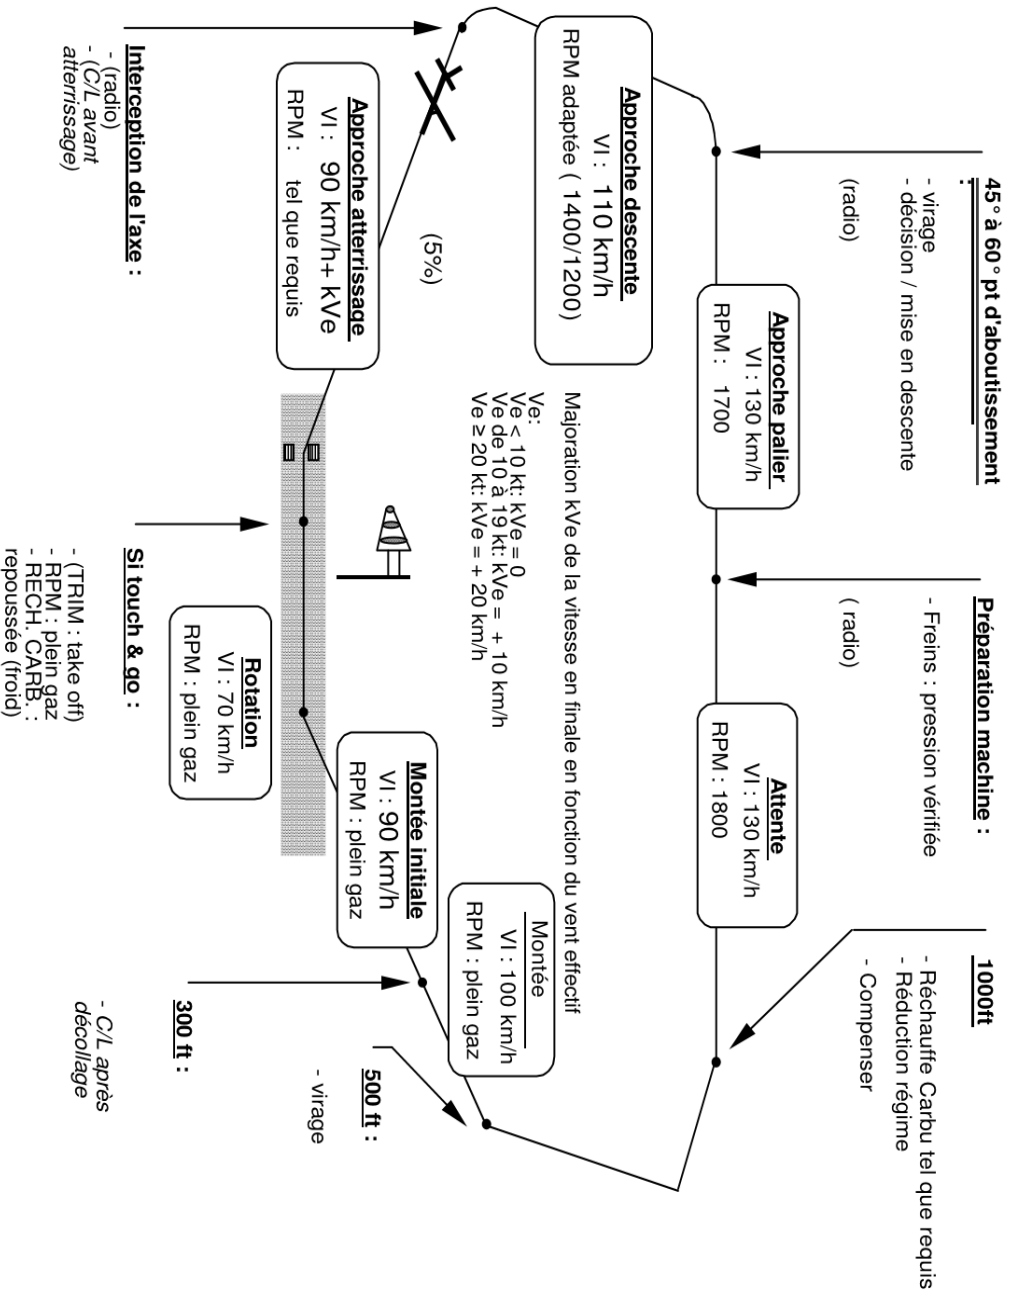 45° à 60° pt d'aboutissement
:
- virage
- décision / mise en descente
(radio)
Préparation machine :
- Freins : pression vérifiée
( radio)
1000ft
- Réchauffe Carbu tel que requis
- Réduction régime
- Compenser
Approche palier
VI : 130 km/h
RPM : 1700
Attente
VI : 130 km/h
RPM : 1800
Approche descente
VI : 110 km/h
RPM adaptée ( 1400/1200)
Majoration kVe de la vitesse en finale en fonction du vent effectif
Ve:
Ve < 10 kt: kVe = 0
Ve de 10 à 19 kt: kVe = + 10 km/h
Ve ≥ 20 kt: kVe = + 20 km/h
Montée
VI : 100 km/h
RPM : plein gaz
(5%)
Approche atterrissage
VI : 90 km/h+ kVe
RPM : tel que requis
Montée initiale
VI : 90 km/h
RPM : plein gaz
500 ft :
- virage
Rotation
VI : 70 km/h
RPM : plein gaz
Interception de l'axe :
- (radio)
- (C/L avant
atterrissage)
Si touch & go :
- (TRIM : take off)
- RPM : plein gaz
- RECH. CARB. :
repoussée (froid)
300 ft :
- C/L après
décollage